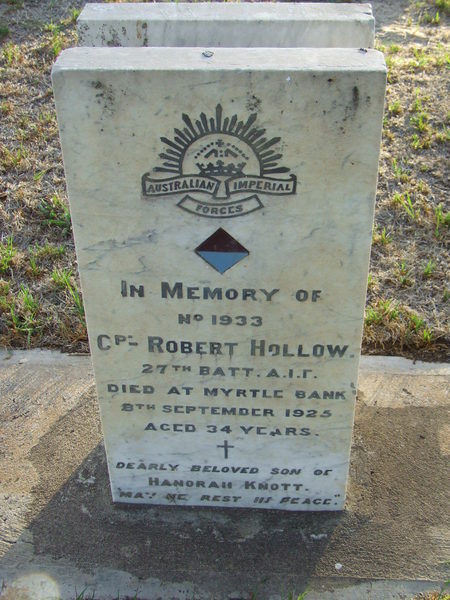 AUSTRALIAN IMPERIAL
FORCES
IN MEMORY OF
NO 1933
CPL ROBERT HOLLOW.
27TH BATT. A.I.F.
DIED AT MYRTLE BANK
8TH SEPTEMBER 1925
AGED 34 YEARS.
DEARLY BELOVED SON OF
HANORAH KNOTT.
"MAY HE REST IN PEACE."